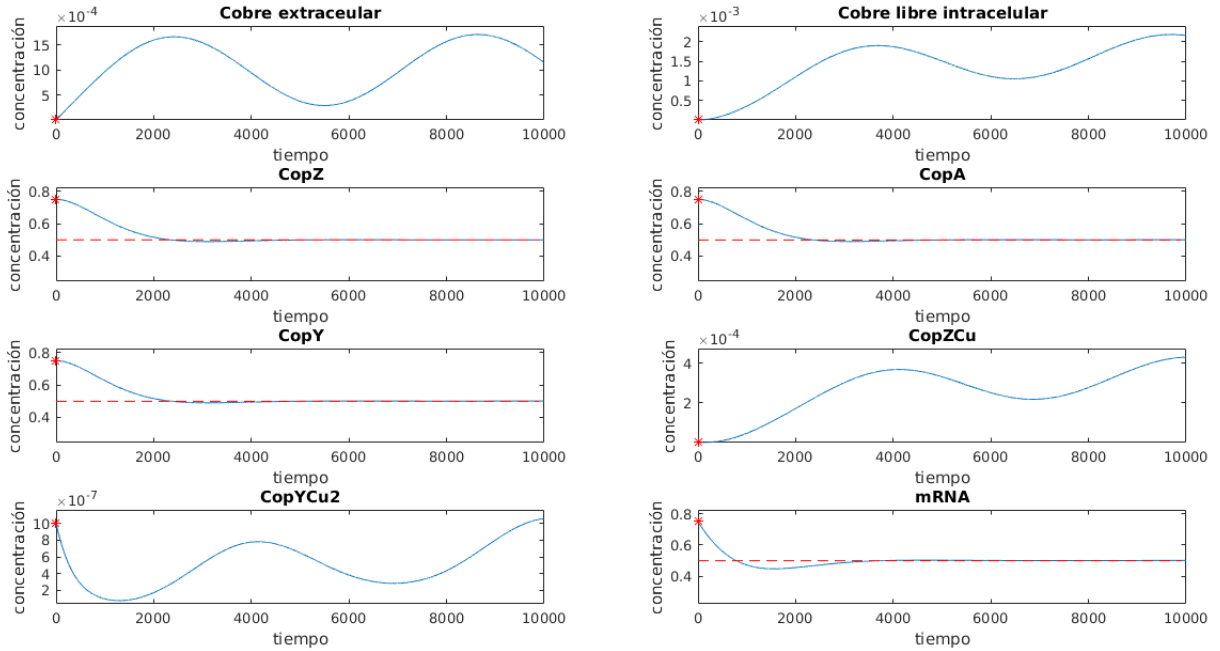 Cobre extraceular
×10⁻⁴
concentración
15
10
5
0 2000 4000 6000 8000 10000
tiempo
Cobre libre intracelular
×10⁻³
concentración
2
1.5
1
0.5
0 2000 4000 6000 8000 10000
tiempo
CopZ
concentración
0.8
0.6
0.4
0 2000 4000 6000 8000 10000
tiempo
CopA
concentración
0.8
0.6
0.4
0 2000 4000 6000 8000 10000
tiempo
CopY
concentración
0.8
0.6
0.4
0 2000 4000 6000 8000 10000
tiempo
CopZCu
×10⁻⁴
concentración
4
2
0 2000 4000 6000 8000 10000
tiempo
CopYCu2
×10⁻⁷
concentración
10
8
6
4
2
0 2000 4000 6000 8000 10000
tiempo
mRNA
concentración
0.8
0.6
0.4
0 2000 4000 6000 8000 10000
tiempo